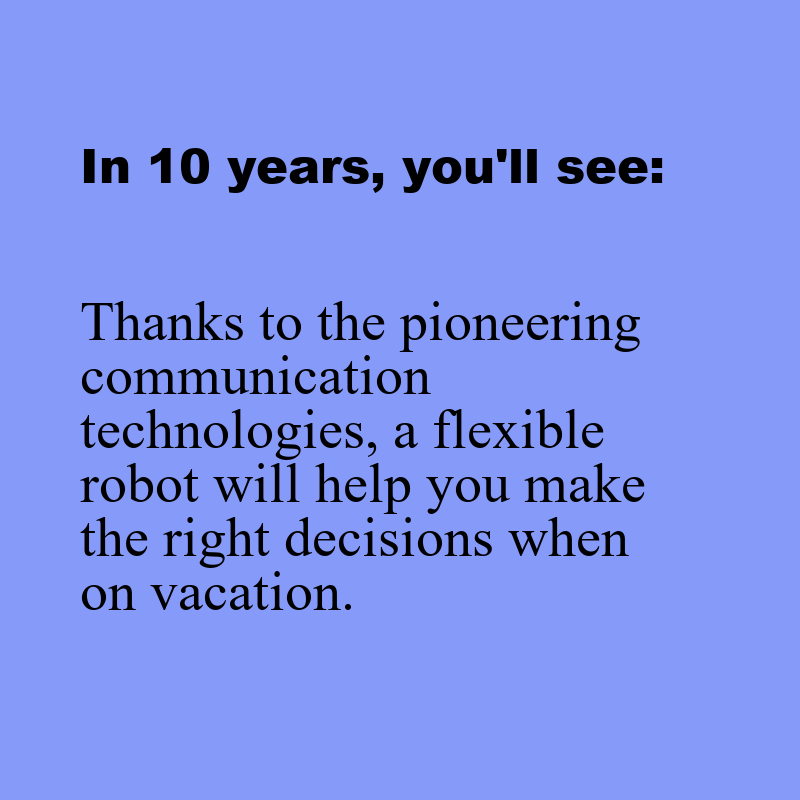 In 10 years, you'll see:
Thanks to the pioneering
communication
technologies, a flexible
robot will help you make
the right decisions when
on vacation.